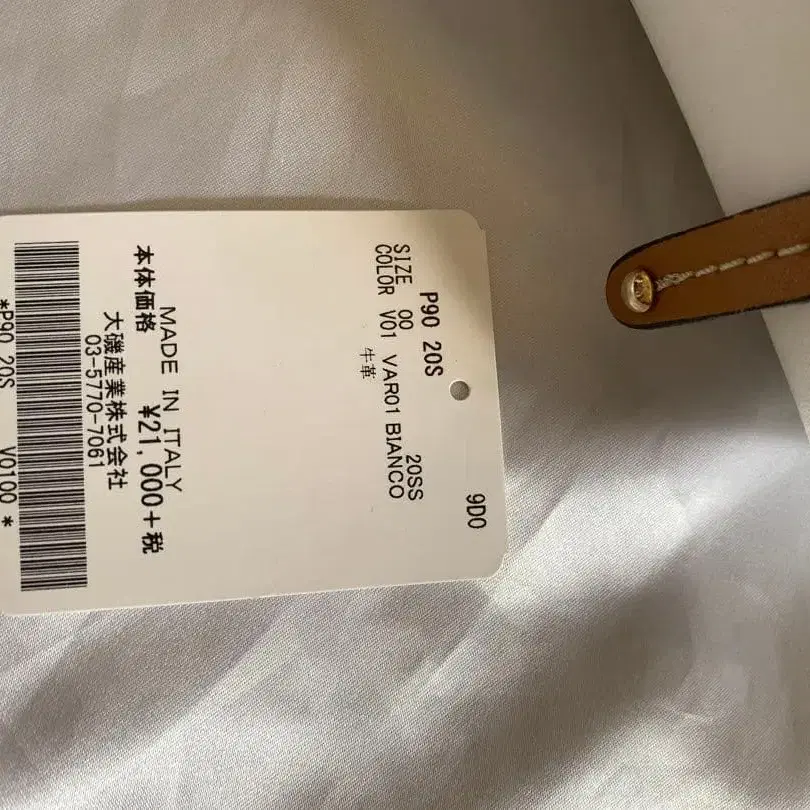 9D0
P90 20S 20SS
SIZE 00
COLOR V01 VAR01 BIANCO
牛革
MADE IN ITALY
本体価格 ¥21,000+税
大磯産業株式会社
03-5770-7061
*P90 20S V0100 *